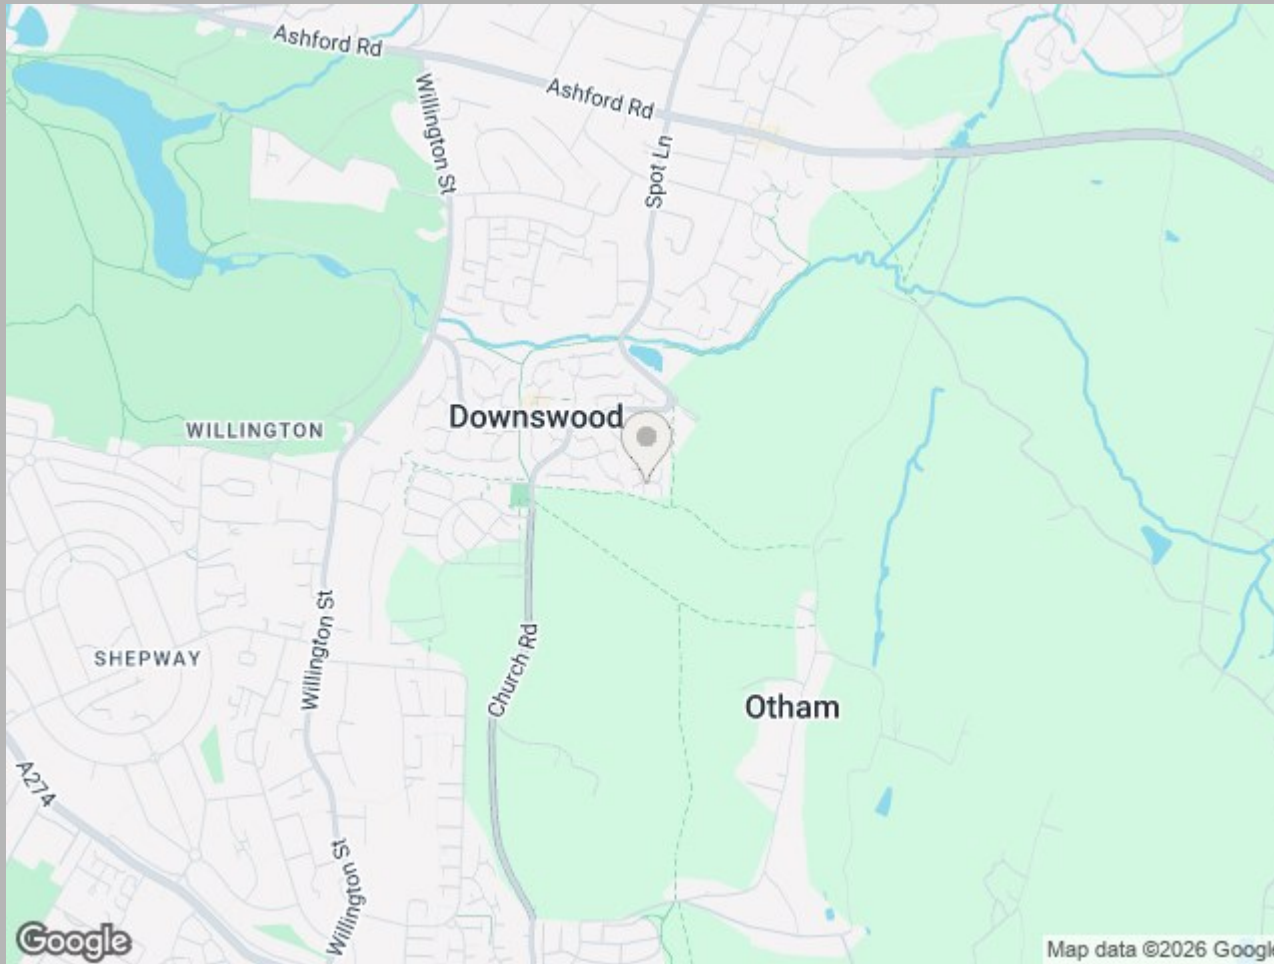 Ashford Rd
Ashford Rd
Willington St
Spot Ln
Downswood
WILLINGTON
Willington St
SHEPWAY
Church Rd
Otham
A274
Willington St
Google
Map data ©2026 Google